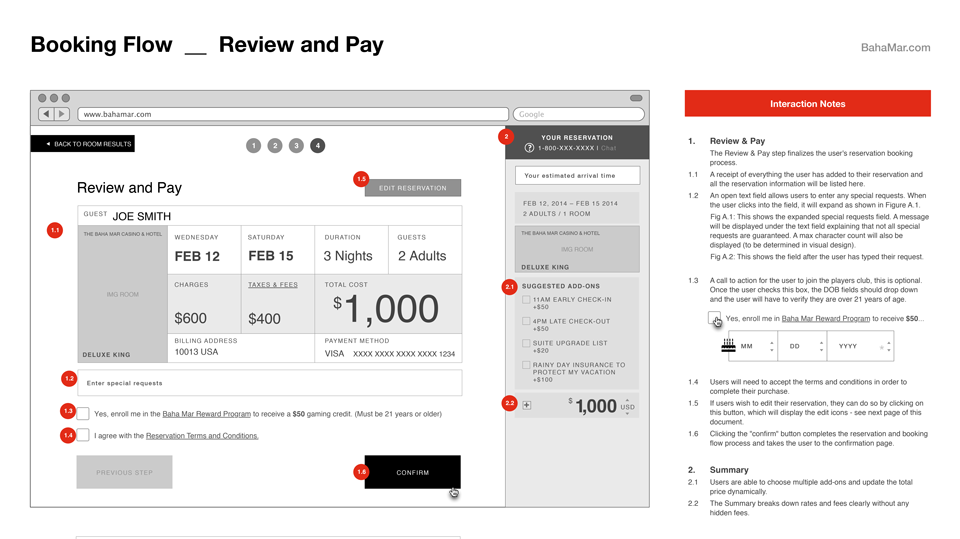 Booking Flow __ Review and Pay
BahaMar.com
www.bahamar.com
Google
BACK TO ROOM RESULTS
1 2 3 4
Review and Pay
1.5
EDIT RESERVATION
GUEST JOE SMITH
1.1
THE BAHA MAR CASINO & HOTEL
IMG ROOM
DELUXE KING
WEDNESDAY
FEB 12
SATURDAY
FEB 15
DURATION
3 Nights
GUESTS
2 Adults
CHARGES
$600
TAXES & FEES
$400
TOTAL COST
$1,000
BILLING ADDRESS
10013 USA
PAYMENT METHOD
VISA XXXX XXXX XXXX XXXX 1234
1.2
Enter special requests
1.3
Yes, enroll me in the Baha Mar Reward Program to receive a $50 gaming credit. (Must be 21 years or older)
1.4
I agree with the Reservation Terms and Conditions.
PREVIOUS STEP
1.6
CONFIRM
2
YOUR RESERVATION
? 1-800-XXX-XXXX I Chat
Your estimated arrival time
FEB 12, 2014 – FEB 15 2014
2 ADULTS / 1 ROOM
THE BAHA MAR CASINO & HOTEL
IMG ROOM
DELUXE KING
2.1
SUGGESTED ADD-ONS
11AM EARLY CHECK-IN
+$50
4PM LATE CHECK-OUT
+$50
SUITE UPGRADE LIST
+$20
RAINY DAY INSURANCE TO
PROTECT MY VACATION
+$100
2.2
+
$1,000 USD
Interaction Notes
1. Review & Pay
The Review & Pay step finalizes the user's reservation booking
process.
1.1 A receipt of everything the user has added to their reservation and
all the reservation information will be listed here.
1.2 An open text field allows users to enter any special requests. When
the user clicks into the field, it will expand as shown in Figure A.1.
Fig A.1: This shows the expanded special requests field. A message
will be displayed under the text field explaining that not all special
requests are guaranteed. A max character count will also be
displayed (to be determined in visual design).
Fig A.2: This shows the field after the user has typed their request.
1.3 A call to action for the user to join the players club, this is optional.
Once the user checks this box, the DOB fields should drop down
and the user will have to verify they are over 21 years of age.
Yes, enroll me in Baha Mar Reward Program to receive $50...
MM DD YYYY
1.4 Users will need to accept the terms and conditions in order to
complete their purchase.
1.5 If users wish to edit their reservation, they can do so by clicking on
this button, which will display the edit icons - see next page of this
document.
1.6 Clicking the "confirm" button completes the reservation and booking
flow process and takes the user to the confirmation page.
2. Summary
2.1 Users are able to choose multiple add-ons and update the total
price dynamically.
2.2 The Summary breaks down rates and fees clearly without any
hidden fees.